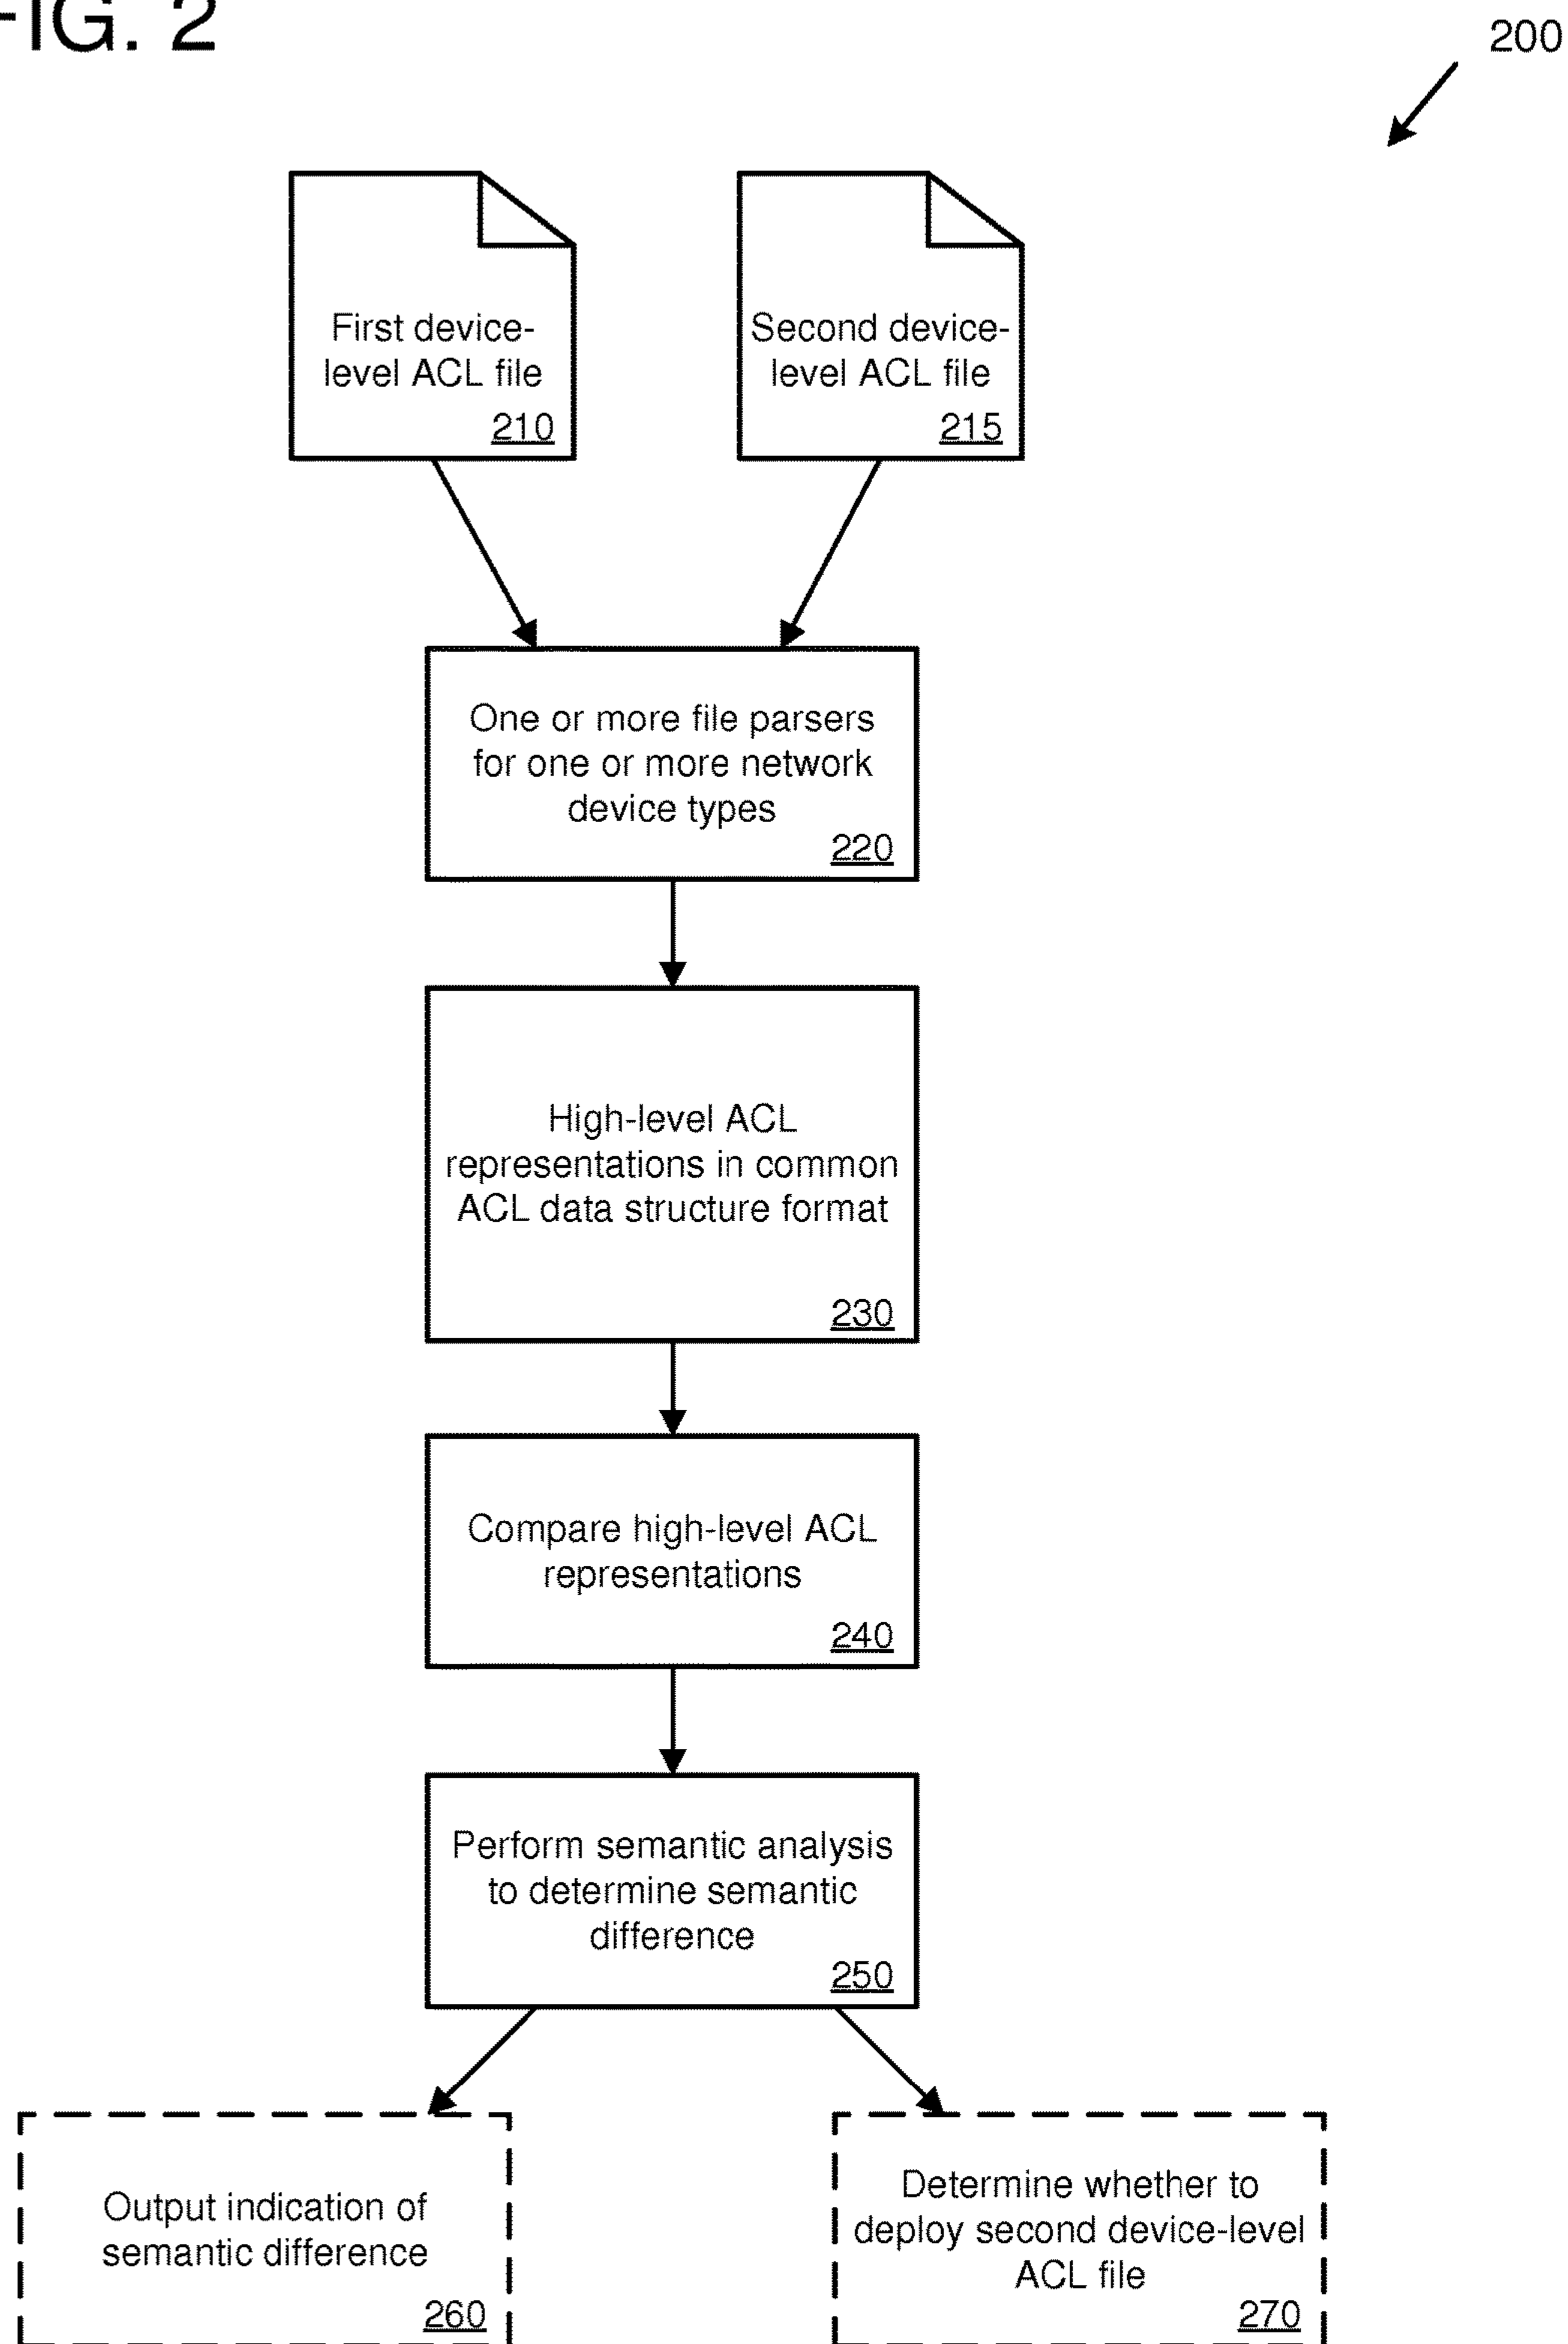 FIG. 2
200
First device-
level ACL file
210
Second device-
level ACL file
215
One or more file parsers
for one or more network
device types
220
High-level ACL
representations in common
ACL data structure format
230
Compare high-level ACL
representations
240
Perform semantic analysis
to determine semantic
difference
250
Output indication of
semantic difference
260
Determine whether to
deploy second device-level
ACL file
270